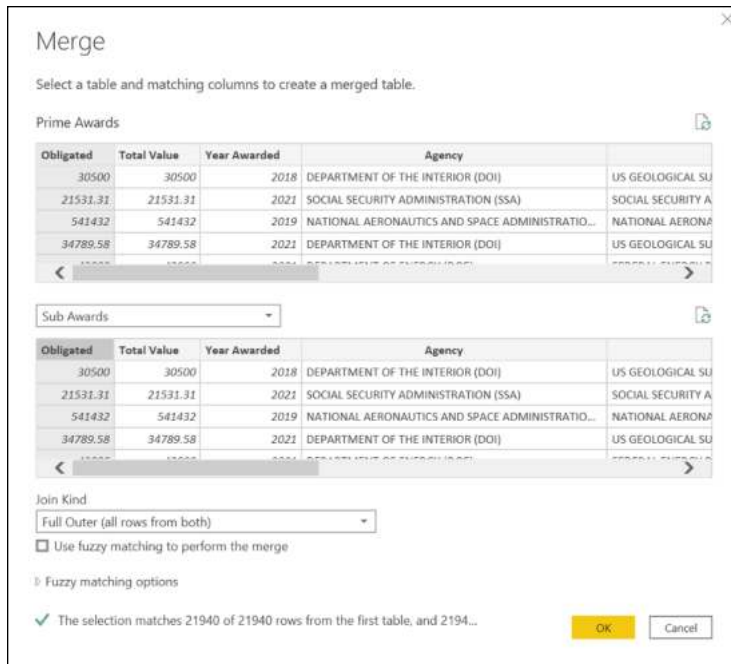 Merge
Select a table and matching columns to create a merged table.
Prime Awards
Obligated Total Value Year Awarded Agency
30500 30500 2018 DEPARTMENT OF THE INTERIOR (DOI) US GEOLOGICAL SU
21531.31 21531.31 2021 SOCIAL SECURITY ADMINISTRATION (SSA) SOCIAL SECURITY A
541432 541432 2019 NATIONAL AERONAUTICS AND SPACE ADMINISTRATIO... NATIONAL AERONA
34789.58 34789.58 2021 DEPARTMENT OF THE INTERIOR (DOI) US GEOLOGICAL SU
Sub Awards
Obligated Total Value Year Awarded Agency
30500 30500 2018 DEPARTMENT OF THE INTERIOR (DOI) US GEOLOGICAL SU
21531.31 21531.31 2021 SOCIAL SECURITY ADMINISTRATION (SSA) SOCIAL SECURITY A
541432 541432 2019 NATIONAL AERONAUTICS AND SPACE ADMINISTRATIO... NATIONAL AERONA
34789.58 34789.58 2021 DEPARTMENT OF THE INTERIOR (DOI) US GEOLOGICAL SU
Join Kind
Full Outer (all rows from both)
Use fuzzy matching to perform the merge
Fuzzy matching options
The selection matches 21940 of 21940 rows from the first table, and 2194...
OK Cancel